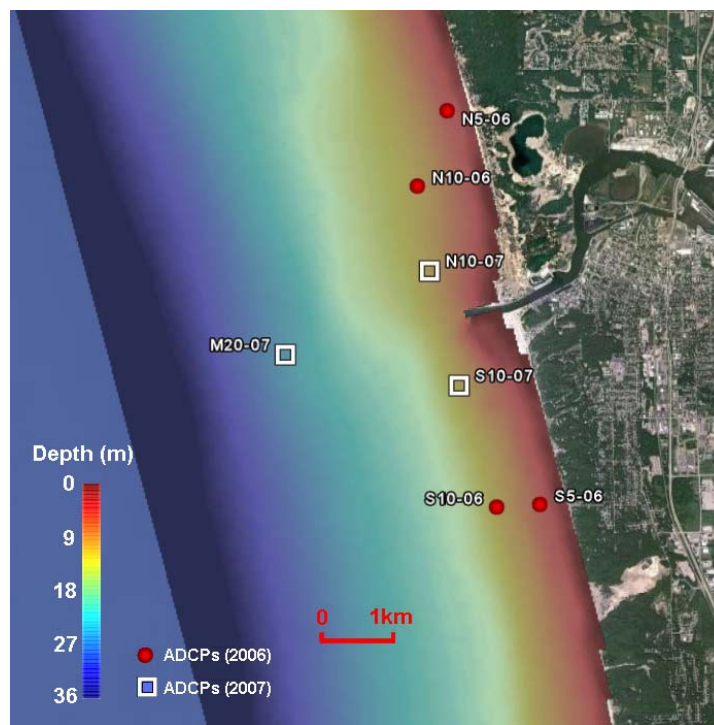 N5-06
N10-06
N10-07
M20-07
S10-07
Depth (m)
0
9
18
27
36
S10-06
S5-06
0 1km
ADCPs (2006)
ADCPs (2007)